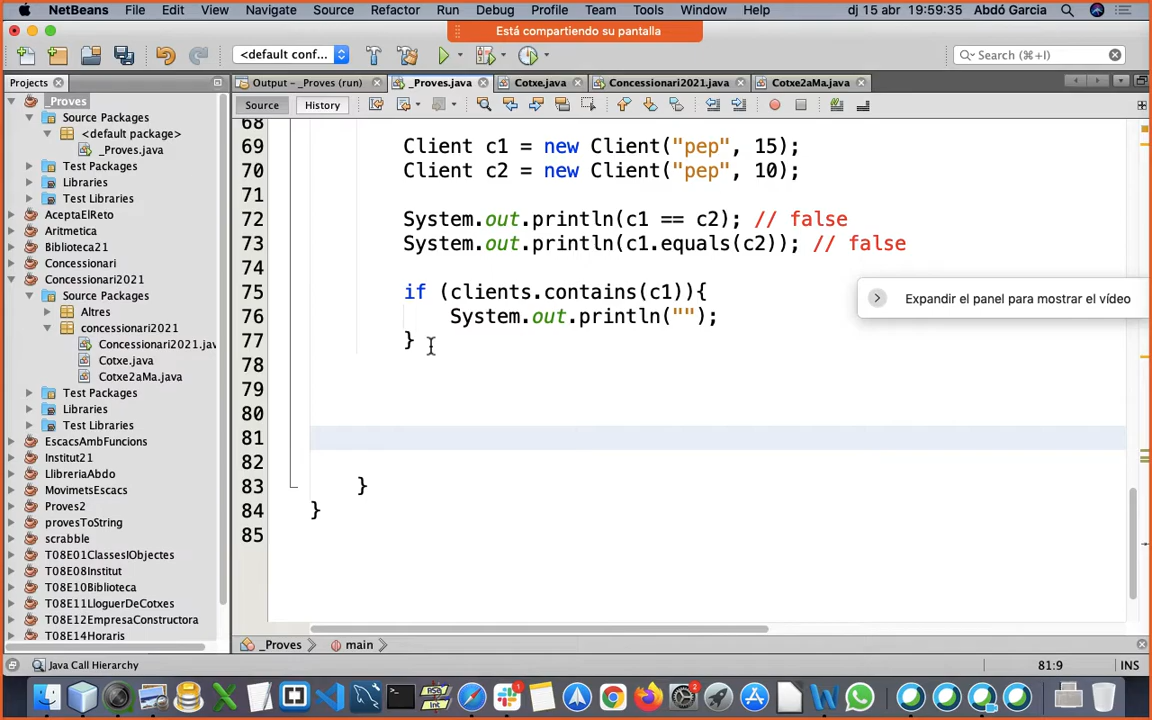 NetBeans File Edit View Navigate Source Refactor Run Debug Profile Team Tools Window Help dj 15 abr 19:59:35 Abdó Garcia
Está compartiendo su pantalla
<default conf... Search (⌘+I)
Projects Output – _Proves (run) _Proves.java Cotxe.java Concessionari2021.java Cotxe2aMa.java
Source History
_Proves
Source Packages
<default package>
_Proves.java
Test Packages
Libraries
Test Libraries
AceptaElReto
Aritmetica
Biblioteca21
Concessionari
Concessionari2021
Source Packages
Altres
concessionari2021
Concessionari2021.jav
Cotxe.java
Cotxe2aMa.java
Test Packages
Libraries
Test Libraries
EscacsAmbFuncions
Institut21
LlibreriaAbdo
MovimetsEscacs
Proves2
provesToString
scrabble
T08E01ClassesIObjectes
T08E08Institut
T08E10Biblioteca
T08E11LloguerDeCotxes
T08E12EmpresaConstructora
T08E14Horaris
68
69 Client c1 = new Client("pep", 15);
70 Client c2 = new Client("pep", 10);
71
72 System.out.println(c1 == c2); // false
73 System.out.println(c1.equals(c2)); // false
74
75 if (clients.contains(c1)){
76 System.out.println("");
77 }
78
79
80
81
82
83 }
84 }
85
Expandir el panel para mostrar el vídeo
_Proves main
Java Call Hierarchy 81:9 INS